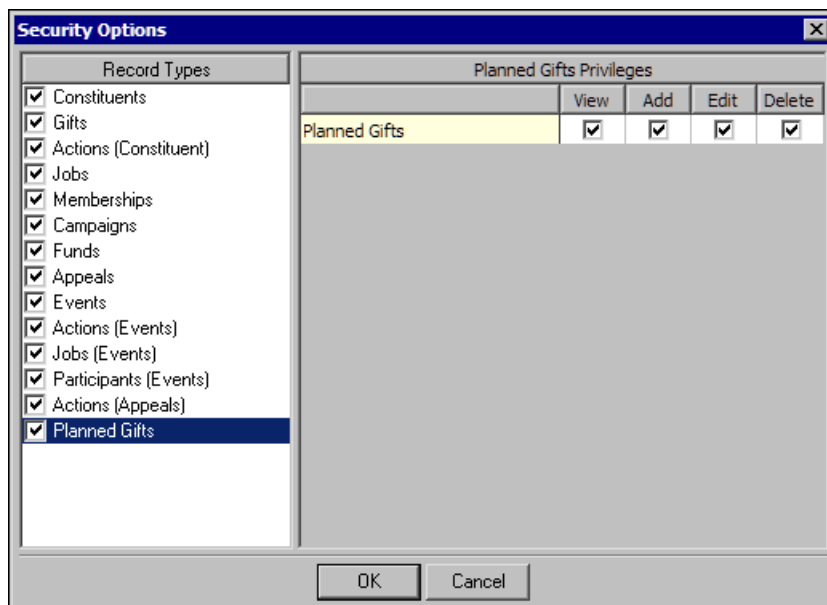 Security Options
Record Types
Constituents
Gifts
Actions (Constituent)
Jobs
Memberships
Campaigns
Funds
Appeals
Events
Actions (Events)
Jobs (Events)
Participants (Events)
Actions (Appeals)
Planned Gifts
Planned Gifts Privileges
View Add Edit Delete
Planned Gifts
OK Cancel